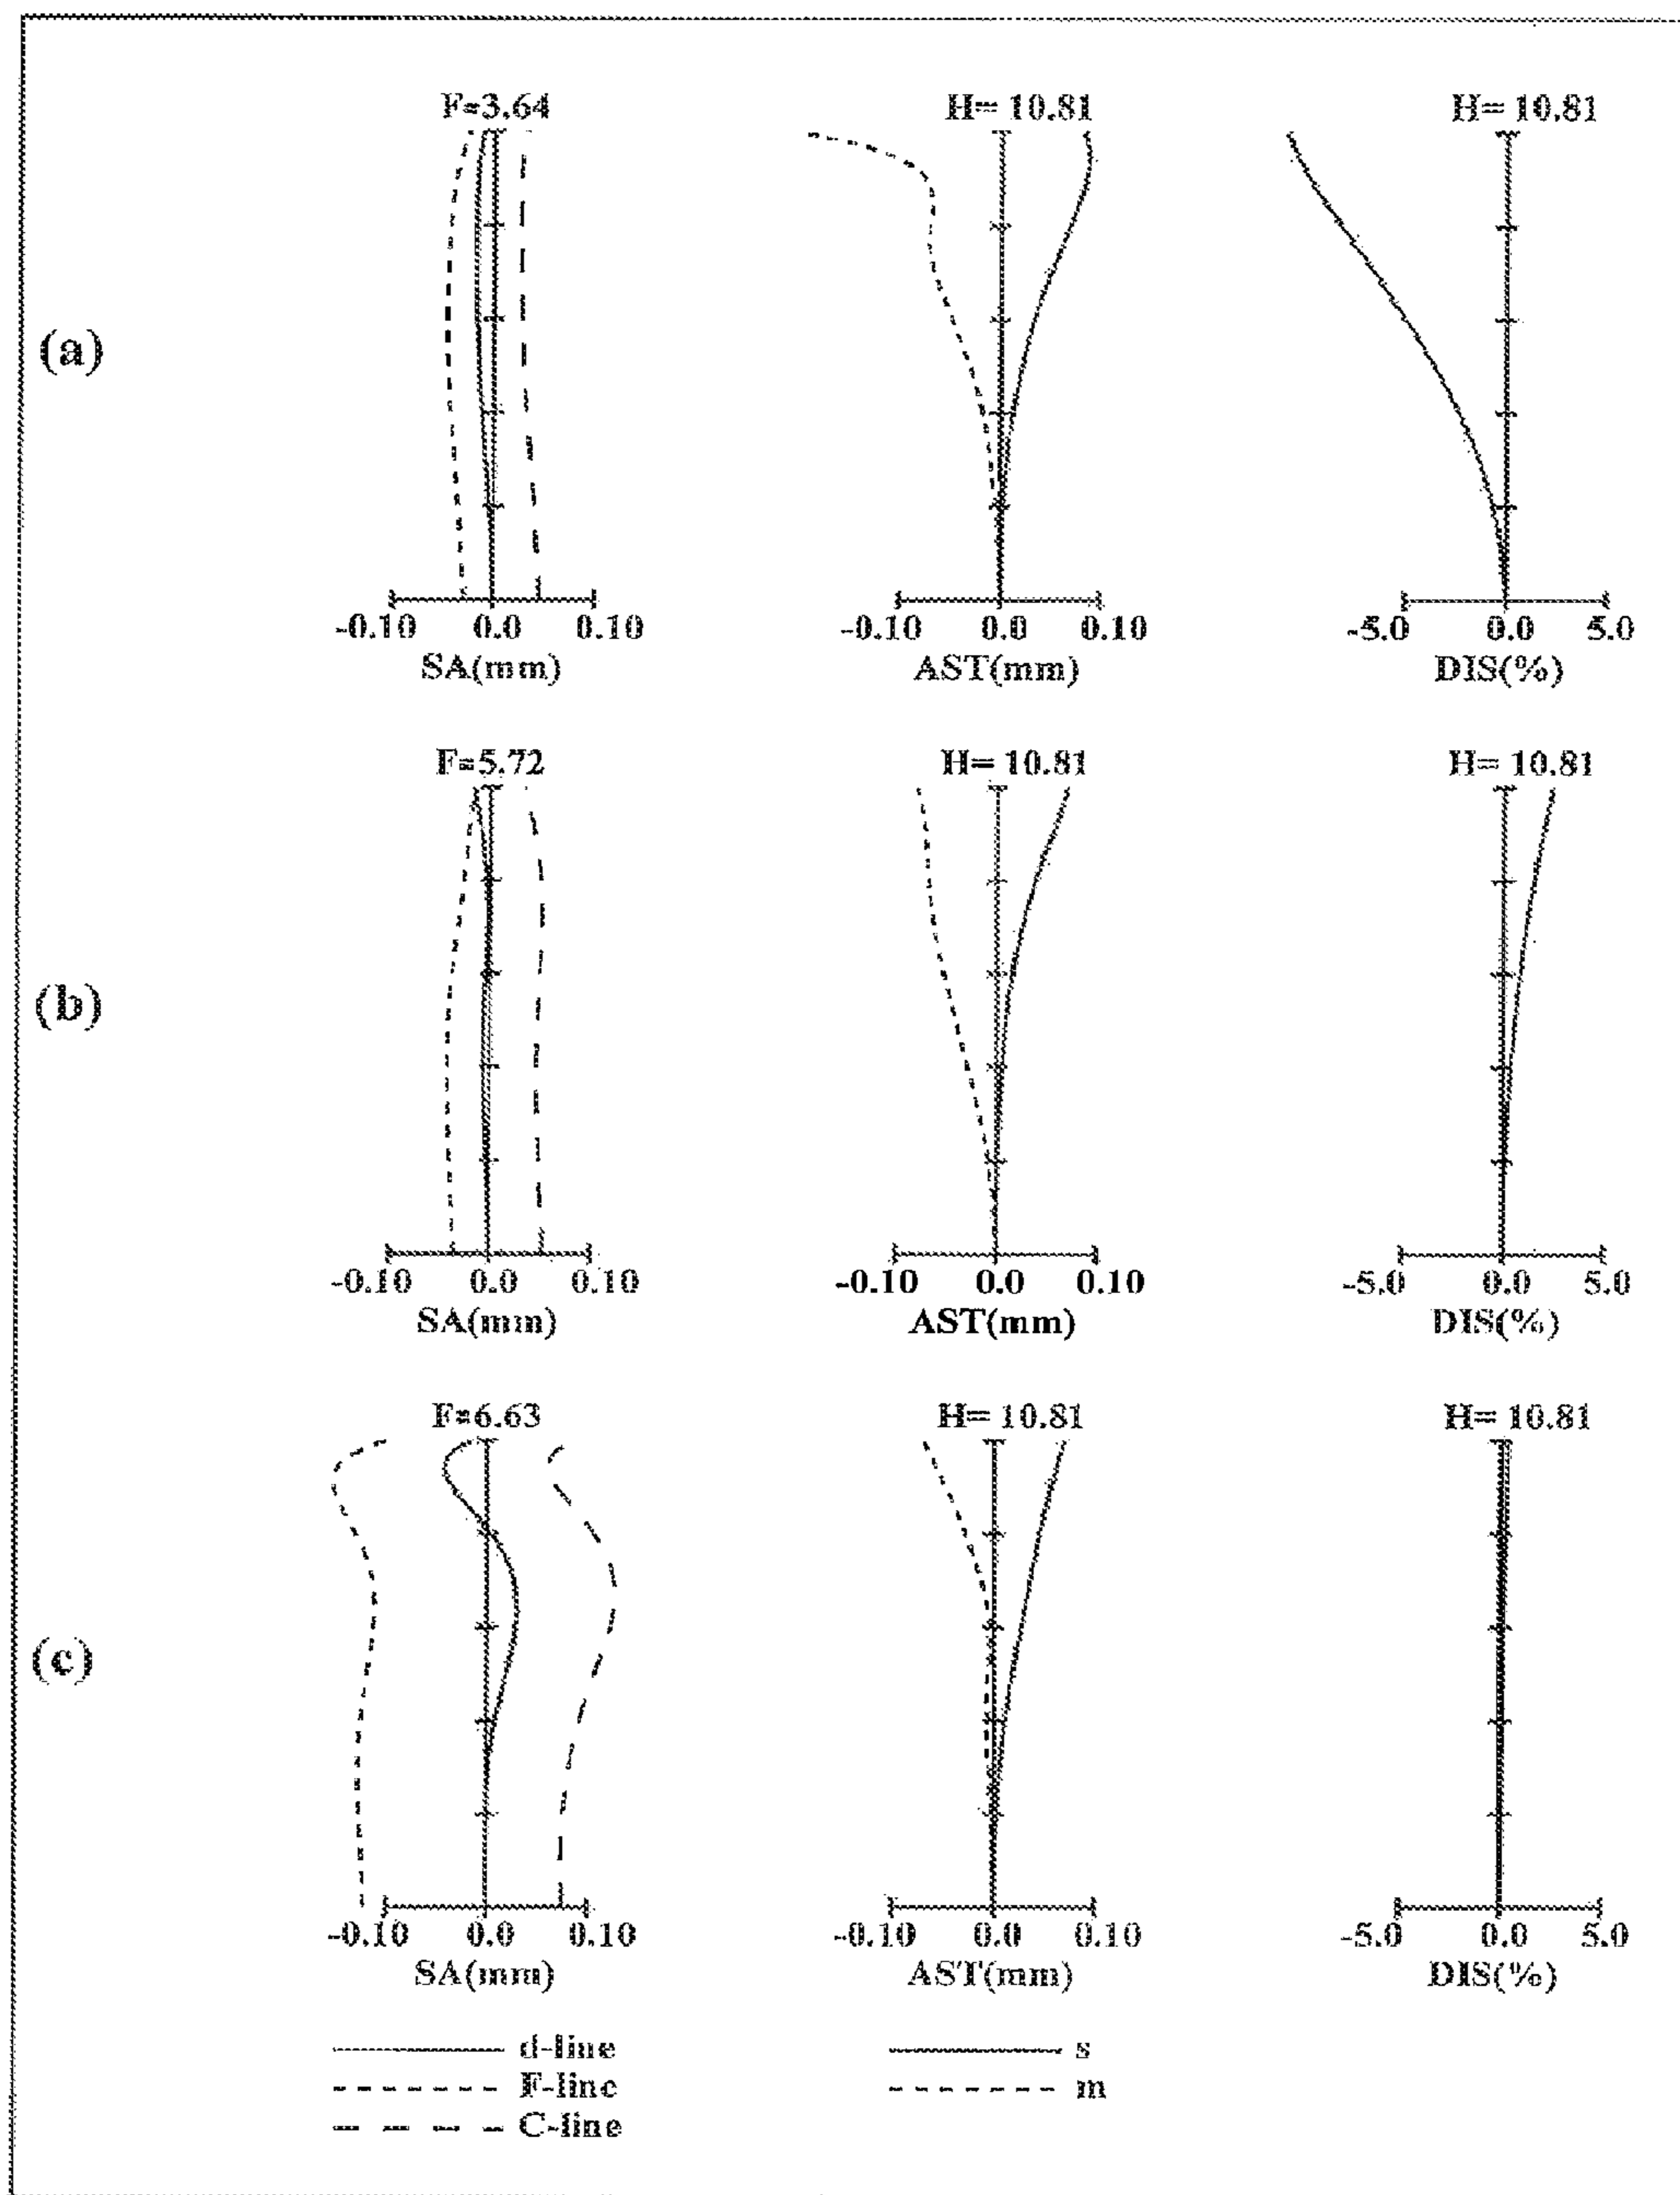 F=3.64 H= 10.81 H= 10.81
(a)
-0.10 0.0 0.10 -0.10 0.0 0.10 -5.0 0.0 5.0
SA(mm) AST(mm) DIS(%)
F=5.72 H= 10.81 H= 10.81
(b)
-0.10 0.0 0.10 -0.10 0.0 0.10 -5.0 0.0 5.0
SA(mm) AST(mm) DIS(%)
F=6.63 H= 10.81 H= 10.81
(c)
-0.10 0.0 0.10 -0.10 0.0 0.10 -5.0 0.0 5.0
SA(mm) AST(mm) DIS(%)
d-line s
F-line m
C-line